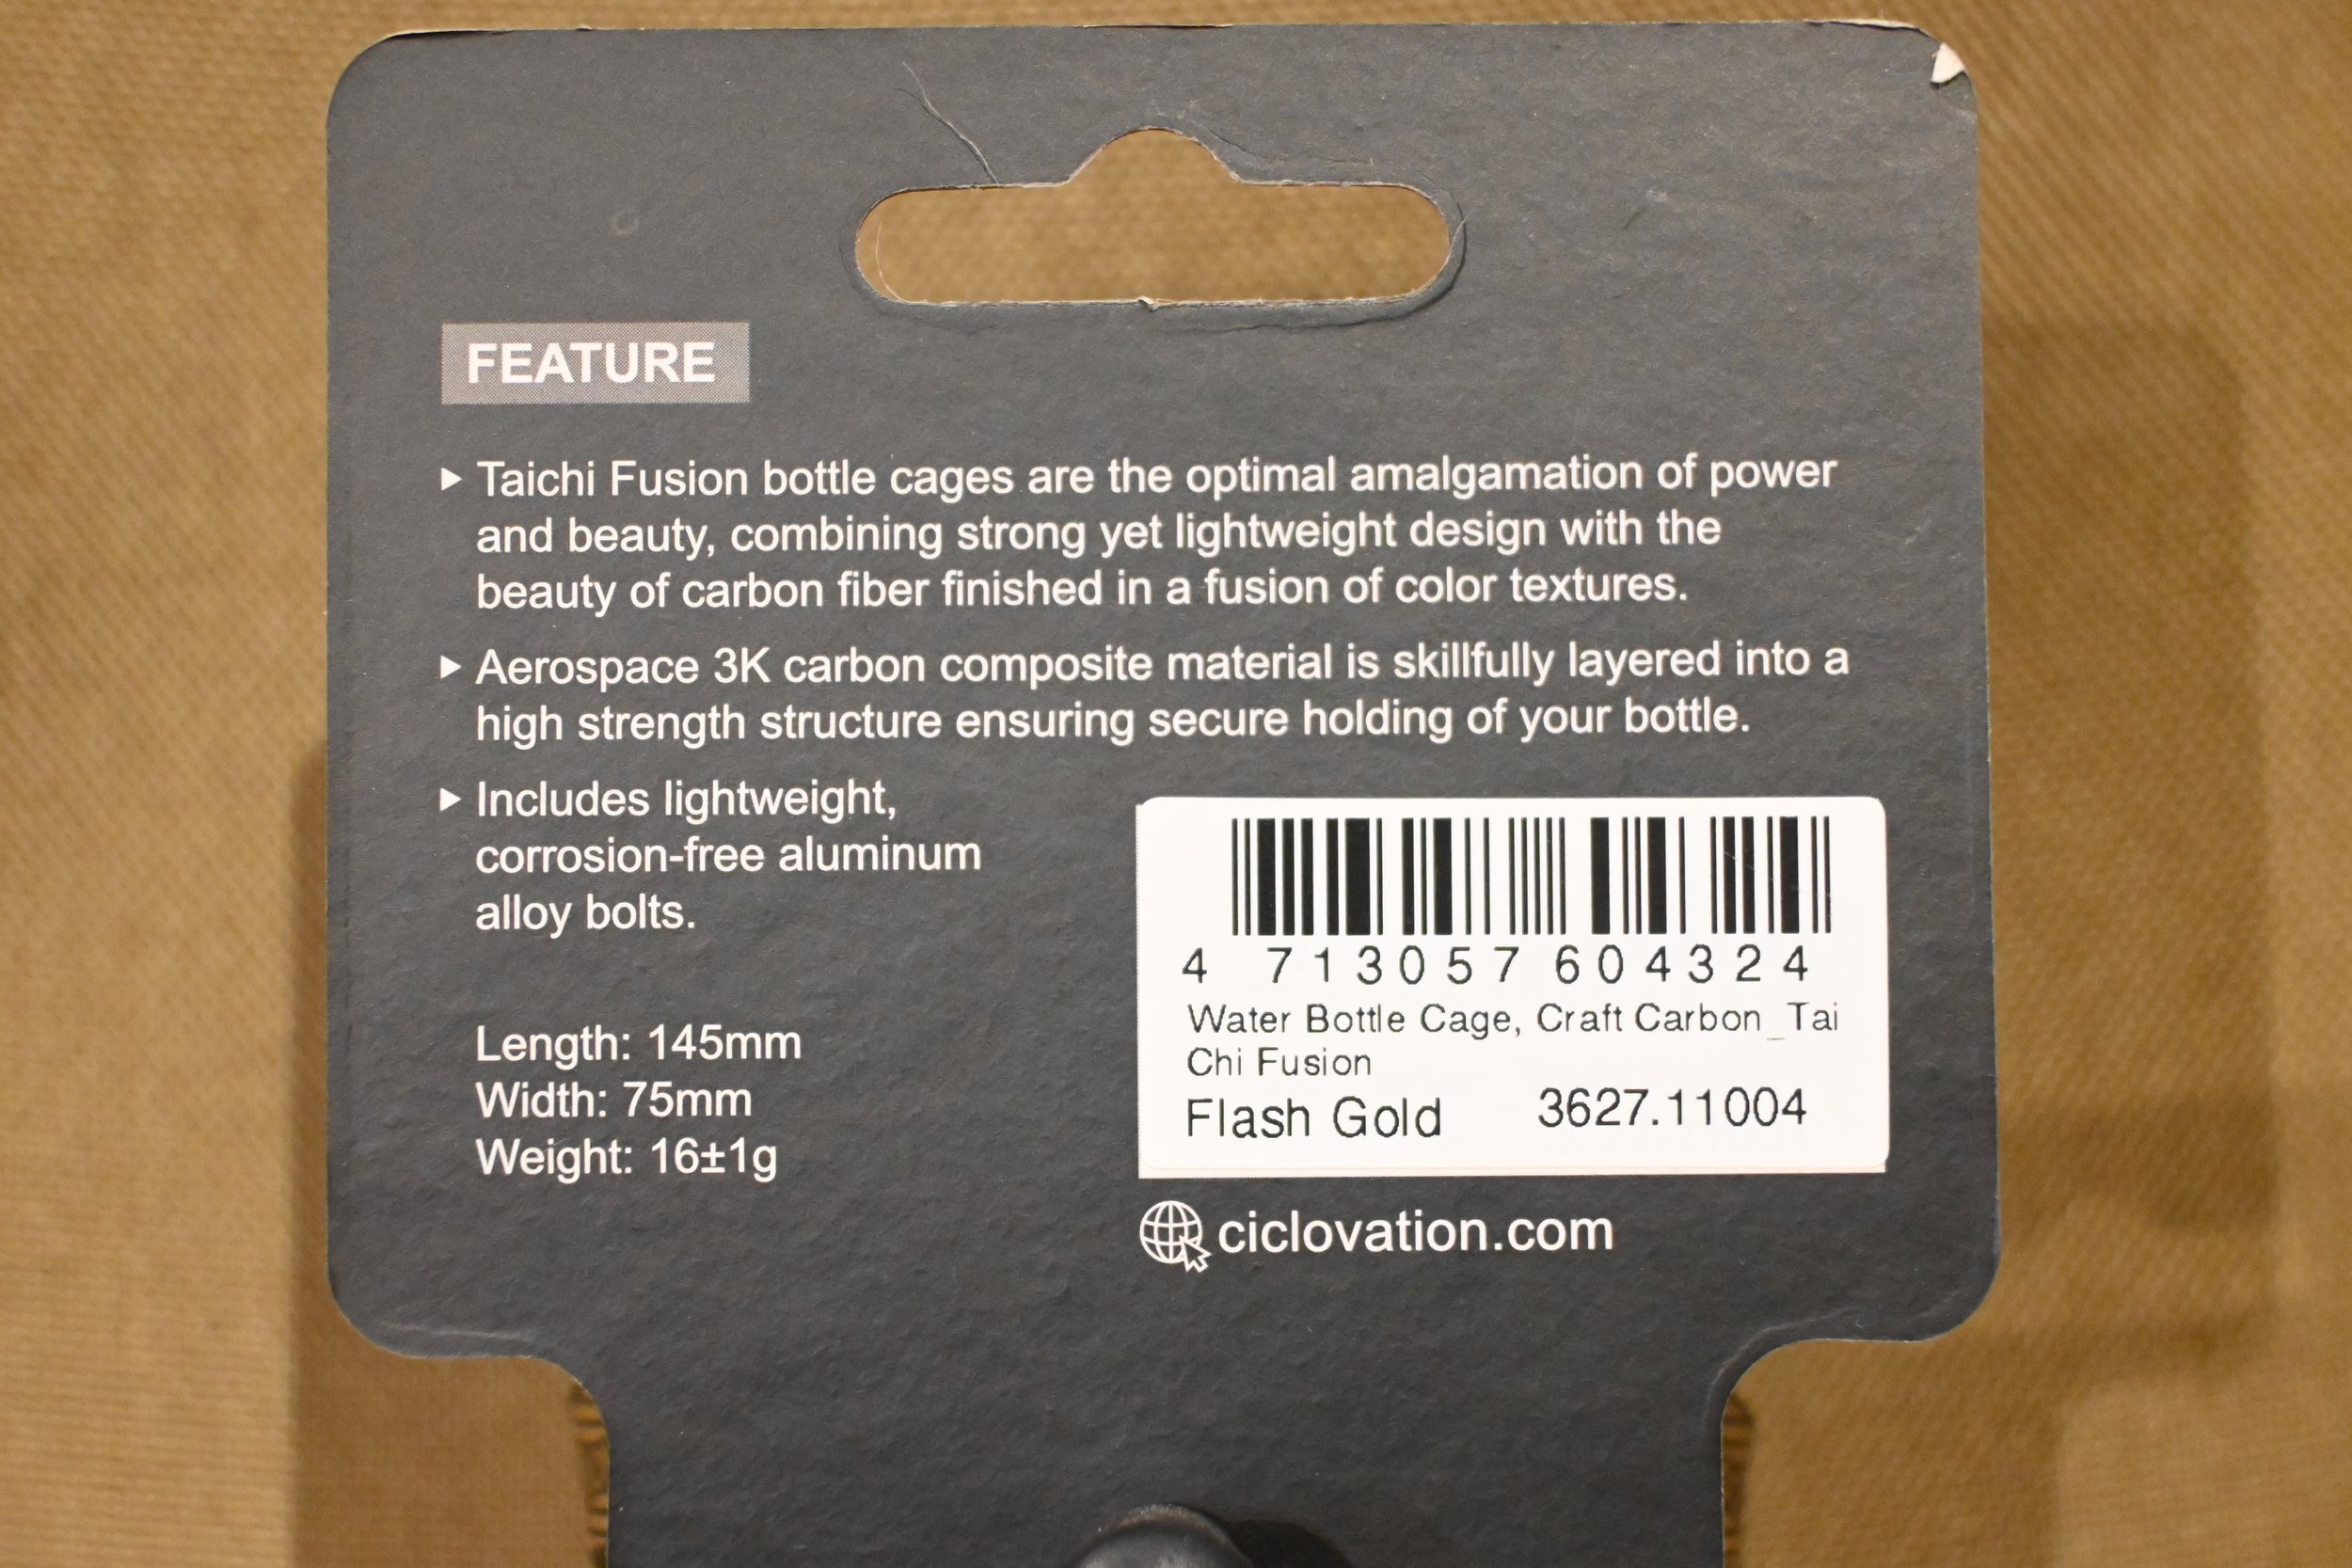 FEATURE
▶ Taichi Fusion bottle cages are the optimal amalgamation of power
and beauty, combining strong yet lightweight design with the
beauty of carbon fiber finished in a fusion of color textures.
▶ Aerospace 3K carbon composite material is skillfully layered into a
high strength structure ensuring secure holding of your bottle.
▶ Includes lightweight,
corrosion-free aluminum
alloy bolts.
Length: 145mm
Width: 75mm
Weight: 16±1g
4 713057 604324
Water Bottle Cage, Craft Carbon_Tai
Chi Fusion
Flash Gold 3627.11004
ciclovation.com